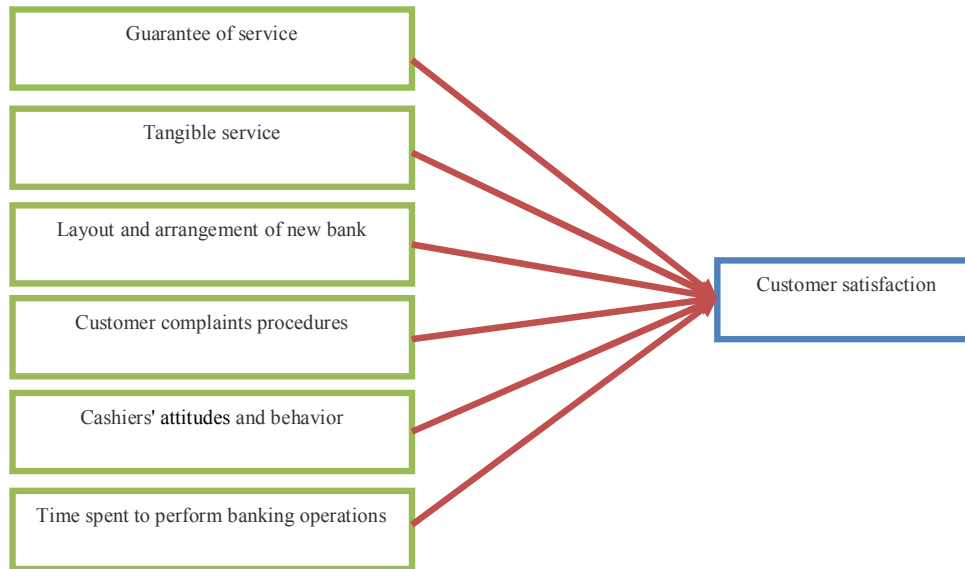 Guarantee of service
Tangible service
Layout and arrangement of new bank
Customer complaints procedures
Cashiers' attitudes and behavior
Time spent to perform banking operations
Customer satisfaction